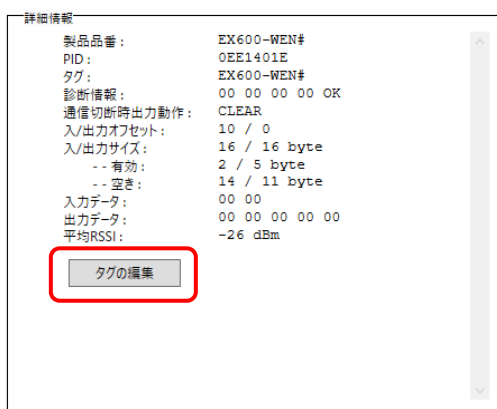 詳細情報
製品品番： EX600-WEN#
PID： 0EE1401E
タグ： EX600-WEN#
診断情報： 00 00 00 00 OK
通信切断時出力動作： CLEAR
入/出力オフセット： 10 / 0
入/出力サイズ： 16 / 16 byte
- - 有効： 2 / 5 byte
- - 空き： 14 / 11 byte
入力データ： 00 00
出力データ： 00 00 00 00 00
平均RSSI： -26 dBm
タグの編集